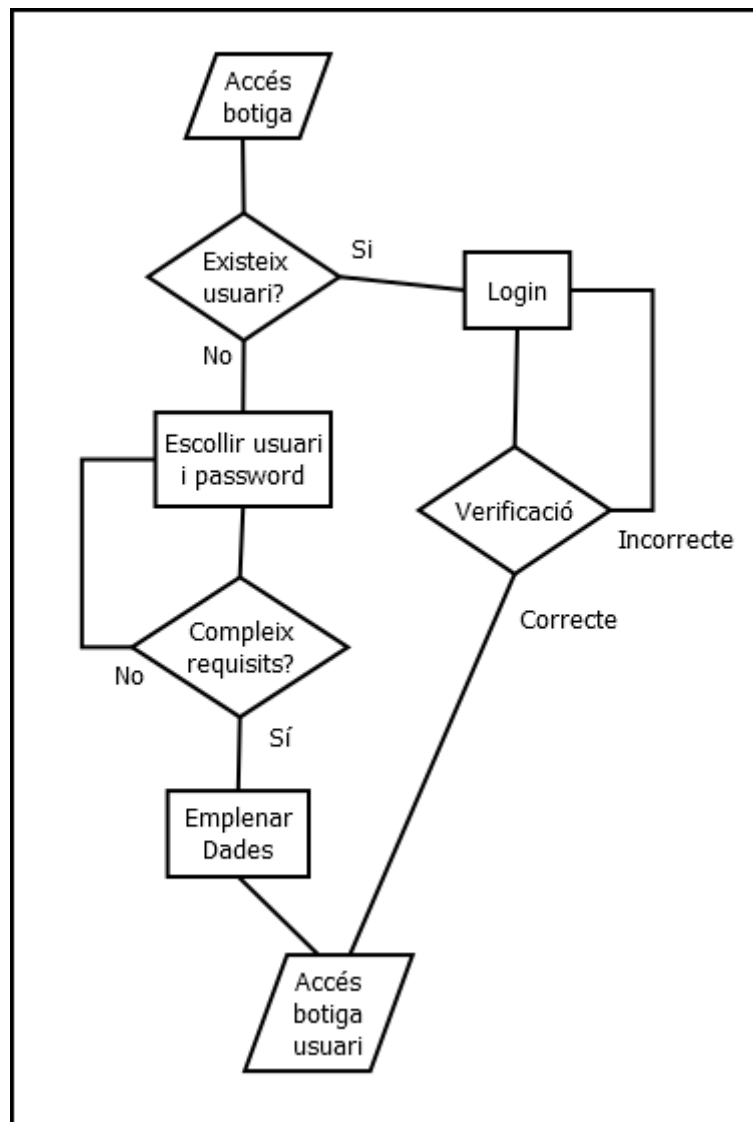 Accés
botiga
Existeix
usuari?
Si
Login
No
Escollir usuari
i password
Verificació
Incorrecte
Correcte
Compleix
requisits?
No
Sí
Emplenar
Dades
Accés
botiga
usuari